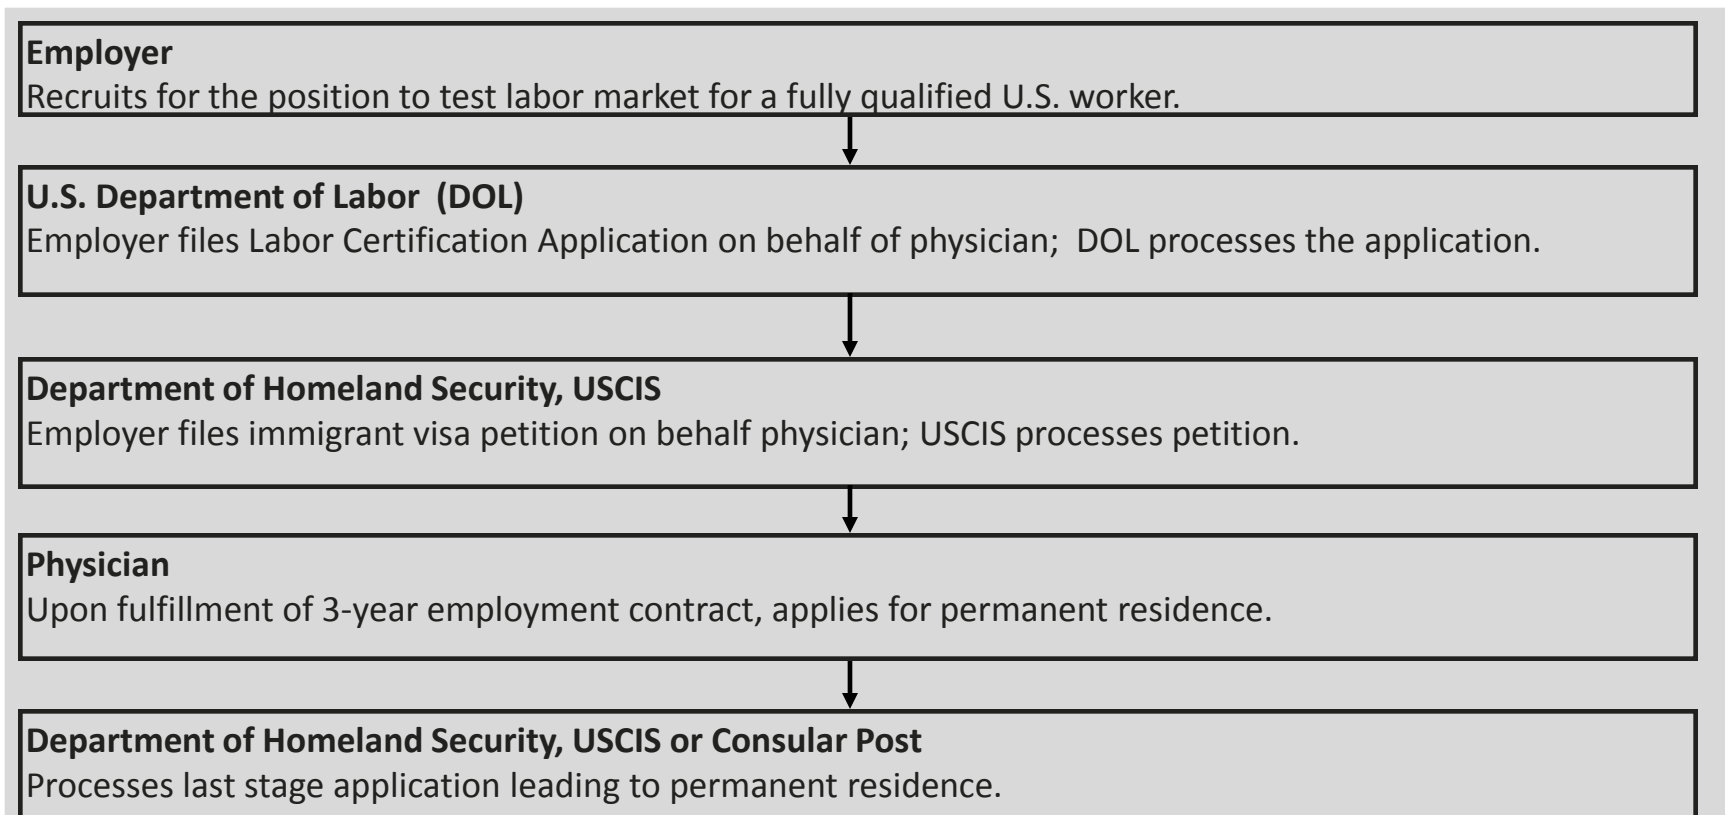 Employer
Recruits for the position to test labor market for a fully qualified U.S. worker.
U.S. Department of Labor  (DOL)
Employer files Labor Certification Application on behalf of physician;  DOL processes the application.
Department of Homeland Security, USCIS
Employer files immigrant visa petition on behalf physician; USCIS processes petition.
Physician
Upon fulfillment of 3-year employment contract, applies for permanent residence.
Department of Homeland Security, USCIS or Consular Post
Processes last stage application leading to permanent residence.